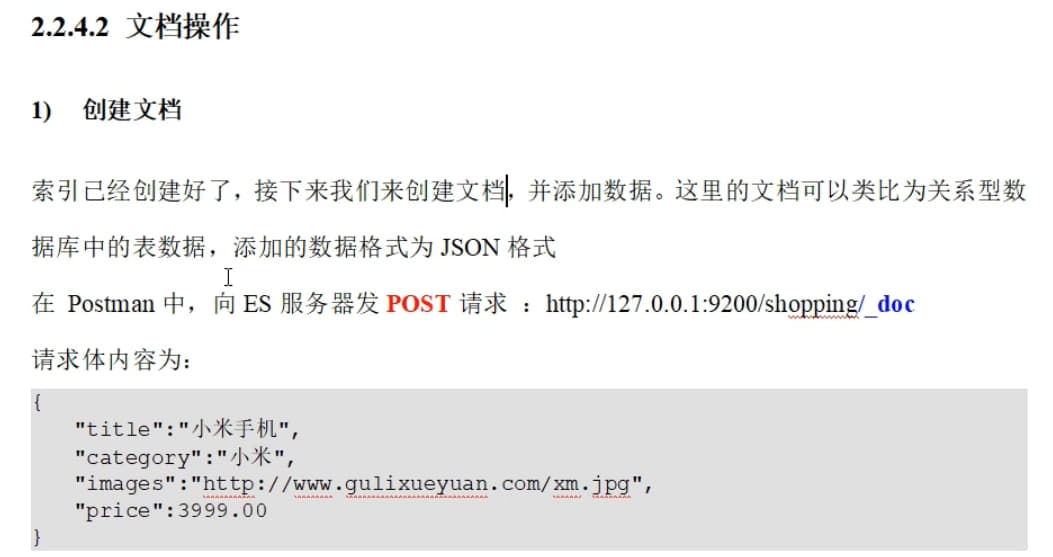 2.2.4.2 文档操作
1) 创建文档
索引已经创建好了，接下来我们来创建文档，并添加数据。这里的文档可以类比为关系型数
据库中的表数据，添加的数据格式为 JSON 格式
在 Postman 中，向 ES 服务器发 POST 请求 ：http://127.0.0.1:9200/shopping/_doc
请求体内容为：
{
"title":"小米手机",
"category":"小米",
"images":"http://www.gulixueyuan.com/xm.jpg",
"price":3999.00
}